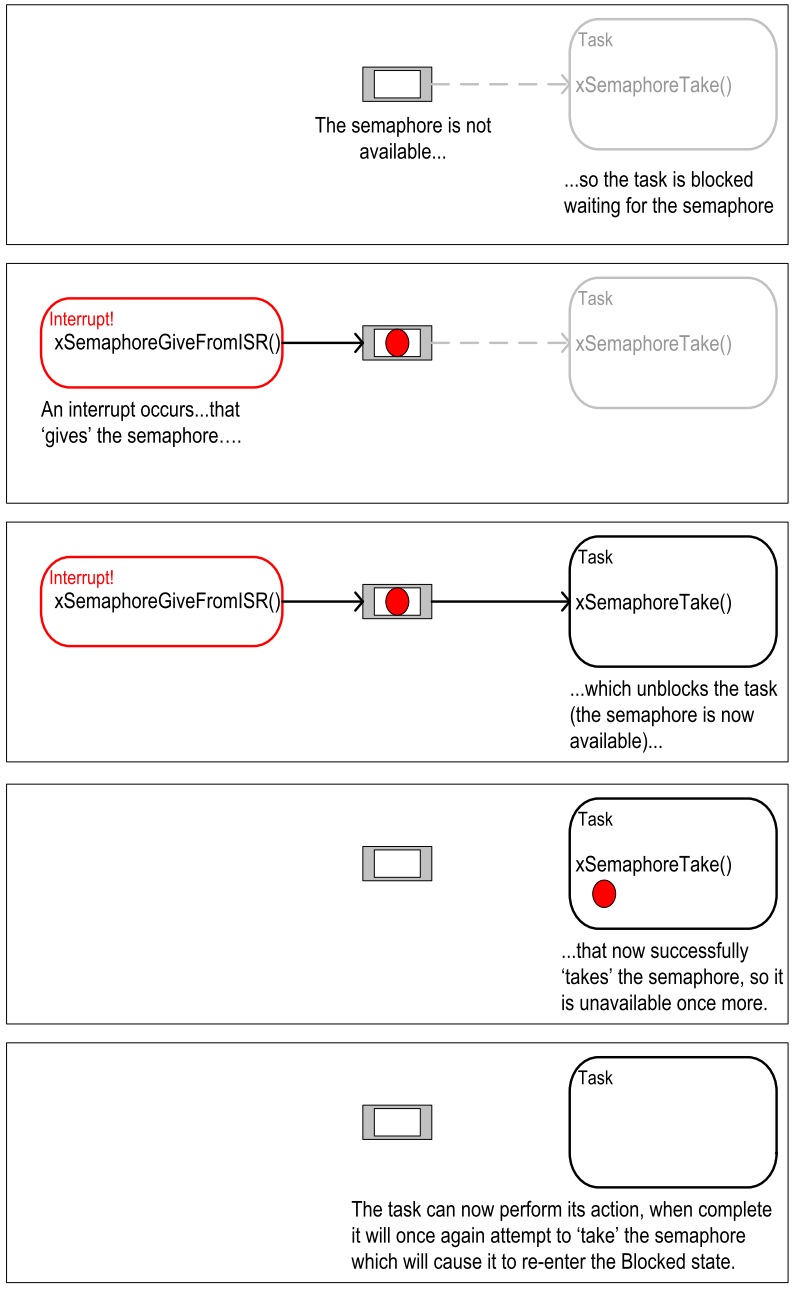 Task
xSemaphoreTake()
The semaphore is not
available...
...so the task is blocked
waiting for the semaphore
Interrupt!
xSemaphoreGiveFromISR()
Task
xSemaphoreTake()
An interrupt occurs...that
‘gives’ the semaphore….
Interrupt!
xSemaphoreGiveFromISR()
Task
xSemaphoreTake()
...which unblocks the task
(the semaphore is now
available)...
Task
xSemaphoreTake()
...that now successfully
‘takes’ the semaphore, so it
is unavailable once more.
Task
The task can now perform its action, when complete
it will once again attempt to ‘take’ the semaphore
which will cause it to re-enter the Blocked state.